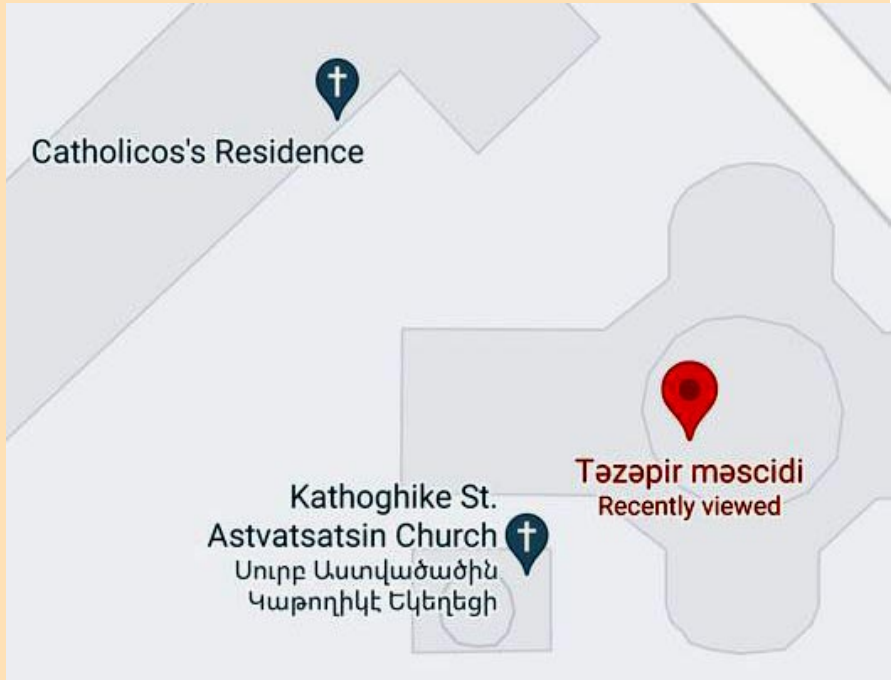 Catholicos's Residence
Təzəpir məscidi
Recently viewed
Kathoghike St.
Astvatsatsin Church
Սուրբ Աստվածածին
Կաթողիկէ Եկեղեցի